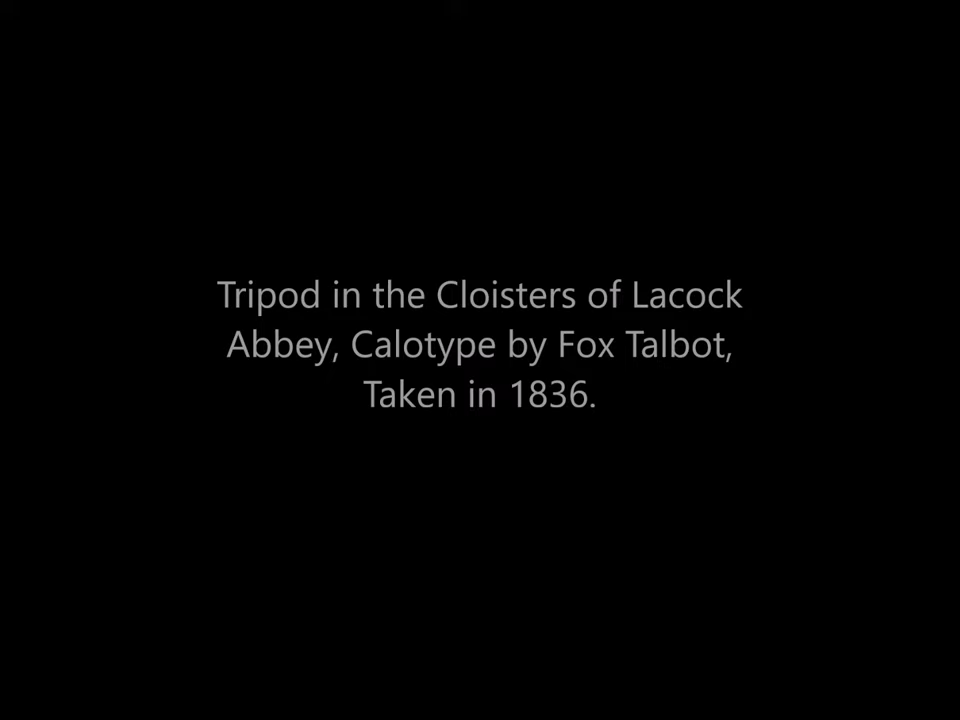 Tripod in the Cloisters of Lacock
Abbey, Calotype by Fox Talbot,
Taken in 1836.